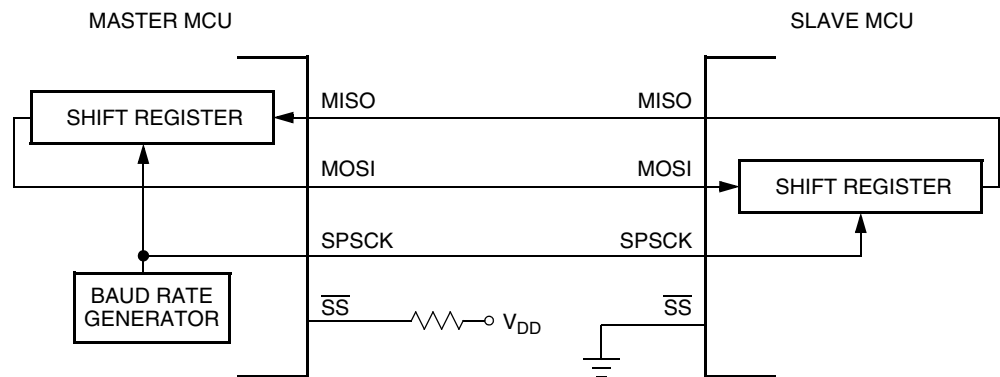 MASTER MCU
SLAVE MCU
SHIFT REGISTER
MISO
MISO
MOSI
MOSI
SHIFT REGISTER
SPSCK
SPSCK
BAUD RATE
GENERATOR
SS
VDD
SS